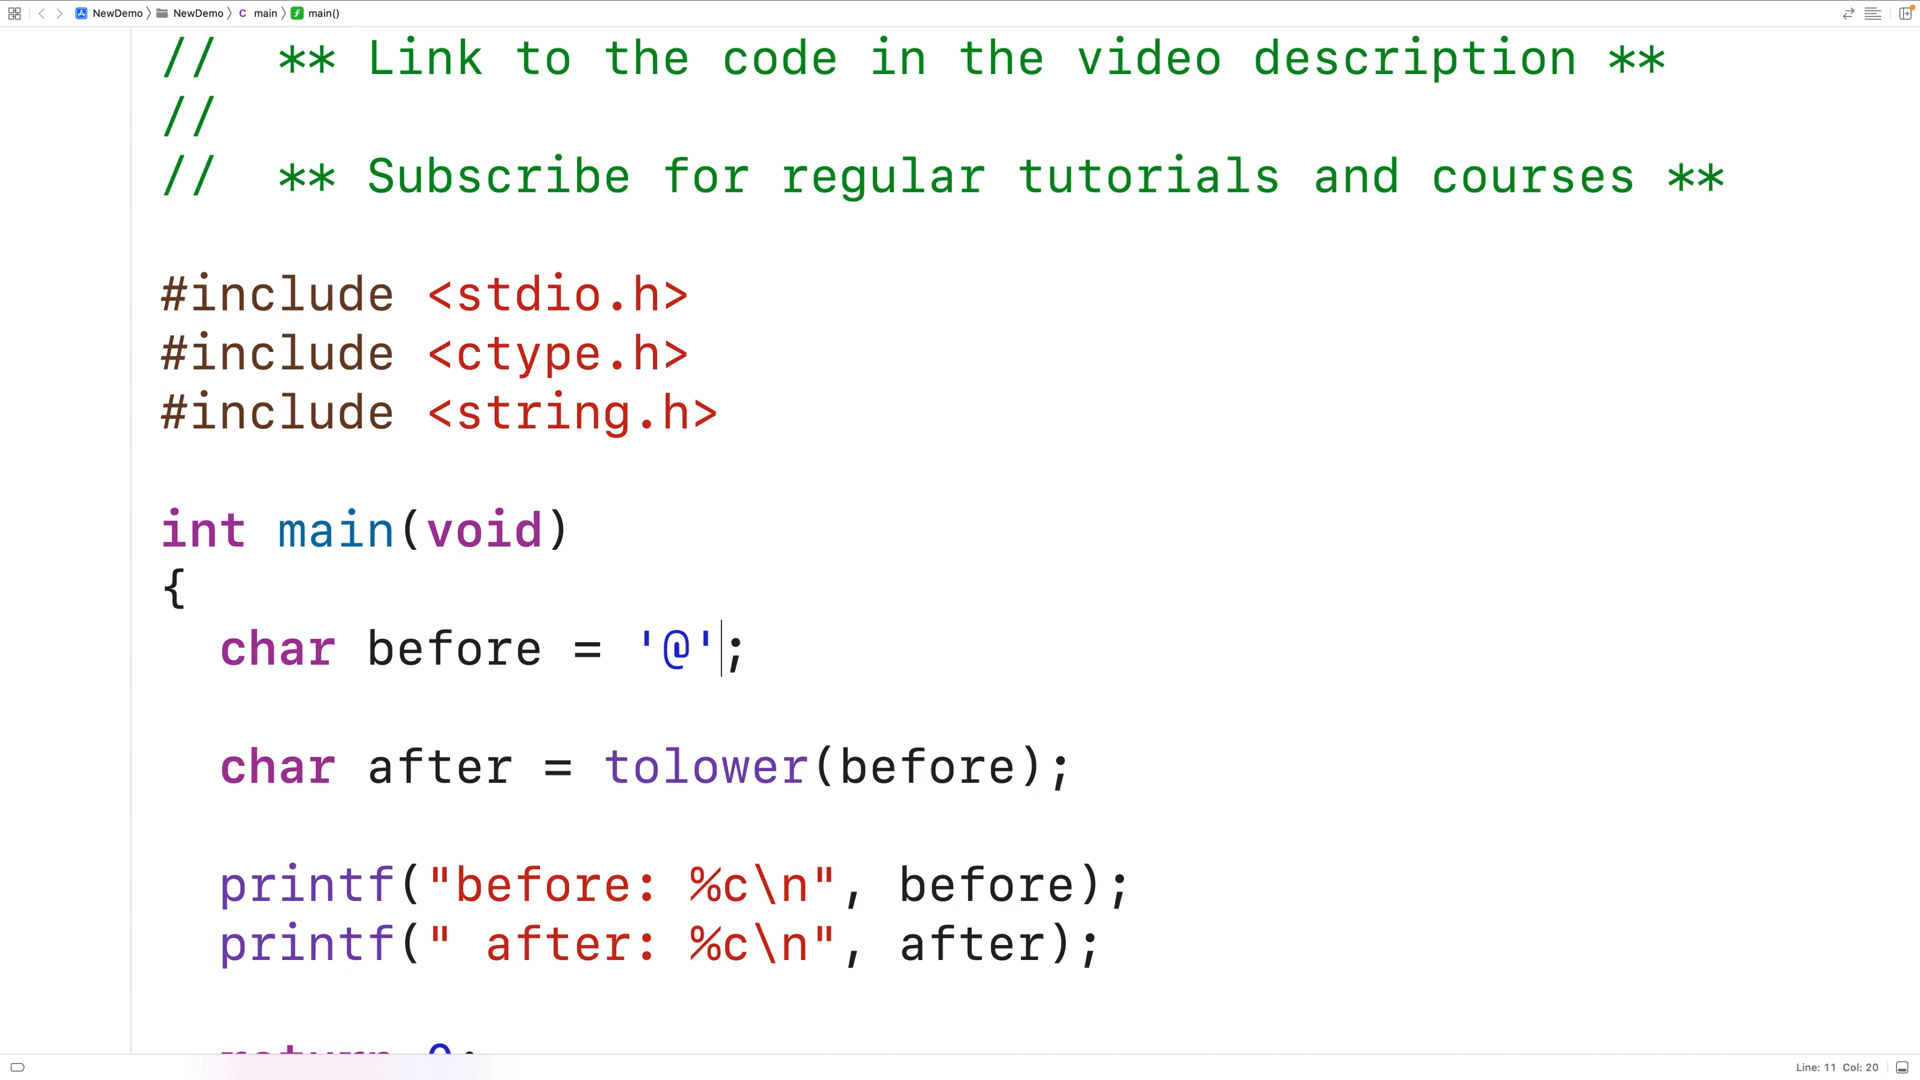 NewDemo NewDemo C main f main()
// ** Link to the code in the video description **
//
// ** Subscribe for regular tutorials and courses **
#include <stdio.h>
#include <ctype.h>
#include <string.h>
int main(void)
{
char before = '@';
char after = tolower(before);
printf("before: %c\n", before);
printf(" after: %c\n", after);
return 0;
Line: 11 Col: 20